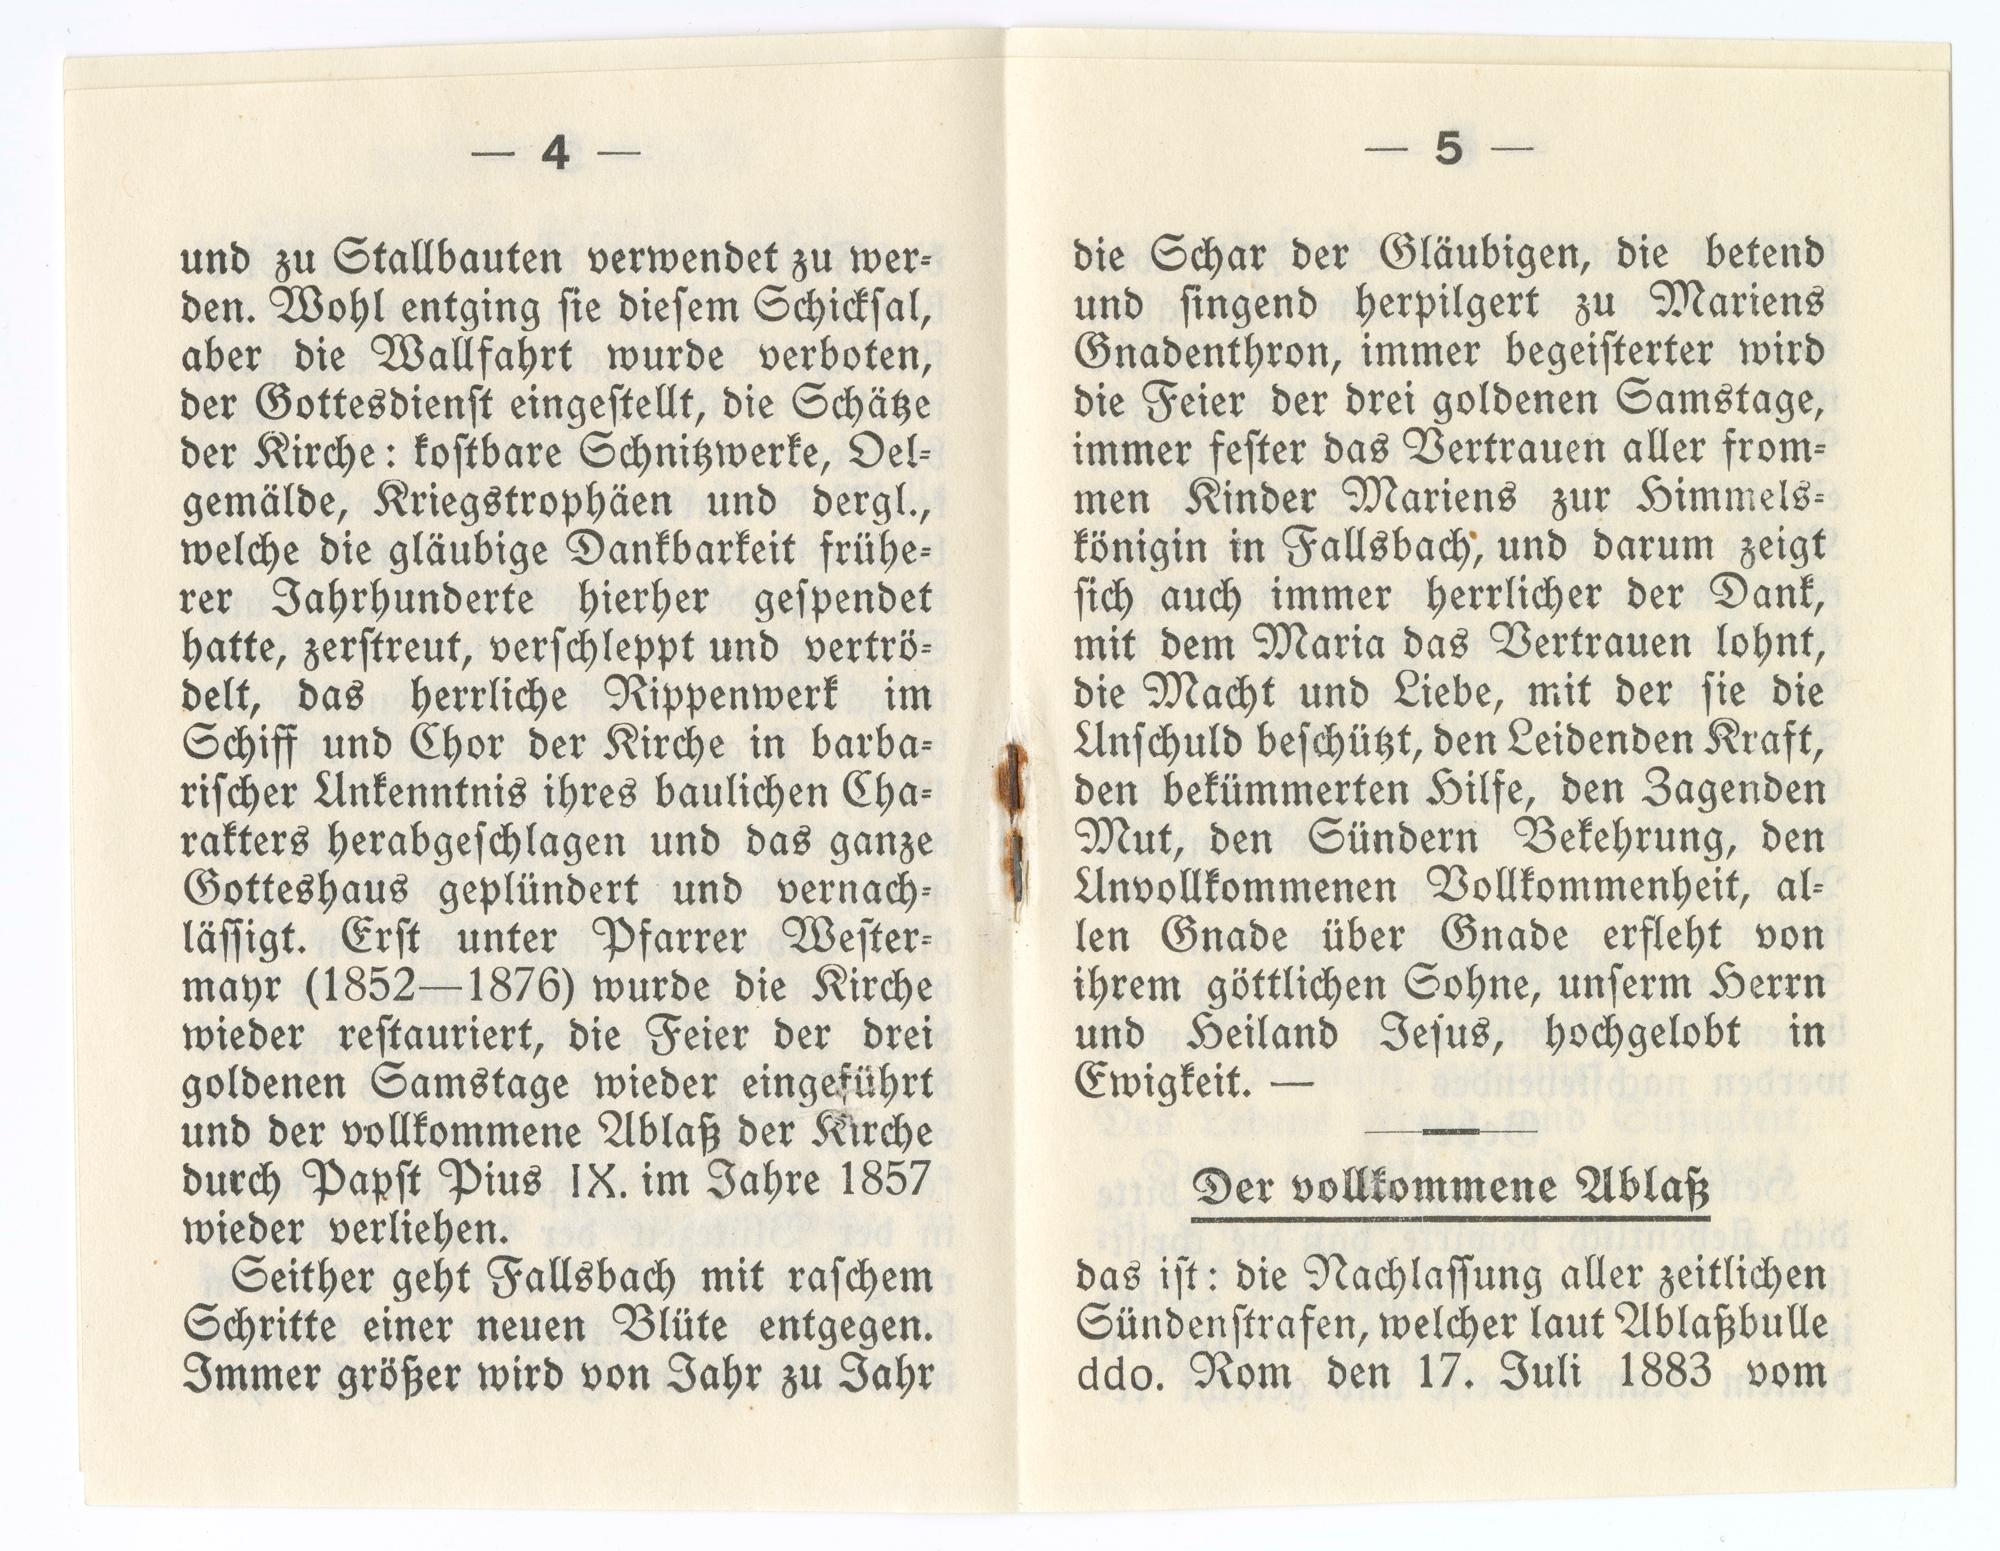 — 4 —
und zu Stallbauten verwendet zu wer-
den. Wohl entging sie diesem Schicksal,
aber die Wallfahrt wurde verboten,
der Gottesdienst eingestellt, die Schätze
der Kirche: kostbare Schnitzwerke, Oel-
gemälde, Kriegstrophäen und dergl.,
welche die gläubige Dankbarkeit frühe-
rer Jahrhunderte hierher gespendet
hatte, zerstreut, verschleppt und vertrö-
delt, das herrliche Rippenwerk im
Schiff und Chor der Kirche in barba-
rischer Unkenntnis ihres baulichen Cha-
rakters herabgeschlagen und das ganze
Gotteshaus geplündert und vernach-
lässigt. Erst unter Pfarrer Wester-
mayr (1852—1876) wurde die Kirche
wieder restauriert, die Feier der drei
goldenen Samstage wieder eingeführt
und der vollkommene Ablaß der Kirche
durch Papst Pius IX. im Jahre 1857
wieder verliehen.
Seither geht Fallsbach mit raschem
Schritte einer neuen Blüte entgegen.
Immer größer wird von Jahr zu Jahr
— 5 —
die Schar der Gläubigen, die betend
und singend herpilgert zu Mariens
Gnadenthron, immer begeisterter wird
die Feier der drei goldenen Samstage,
immer fester das Vertrauen aller from-
men Kinder Mariens zur Himmels-
königin in Fallsbach, und darum zeigt
sich auch immer herrlicher der Dank,
mit dem Maria das Vertrauen lohnt,
die Macht und Liebe, mit der sie die
Unschuld beschützt, den Leidenden Kraft,
den bekümmerten Hilfe, den Zagenden
Mut, den Sündern Bekehrung, den
Unvollkommenen Vollkommenheit, al-
len Gnade über Gnade erfleht von
ihrem göttlichen Sohne, unserm Herrn
und Heiland Jesus, hochgelobt in
Ewigkeit. —
Der vollkommene Ablaß
das ist: die Nachlassung aller zeitlichen
Sündenstrafen, welcher laut Ablaßbulle
ddo. Rom den 17. Juli 1883 vom